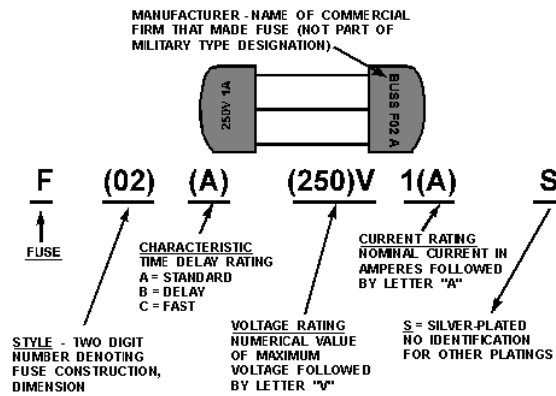 MANUFACTURER - NAME OF COMMERCIAL
FIRM THAT MADE FUSE (NOT PART OF
MILITARY TYPE DESIGNATION)
250V 1A
BUSS F02 A
F (02) (A) (250)V 1(A) S
FUSE
CHARACTERISTIC
TIME DELAY RATING
A = STANDARD
B = DELAY
C = FAST
CURRENT RATING
NOMINAL CURRENT IN
AMPERES FOLLOWED
BY LETTER "A"
STYLE - TWO DIGIT
NUMBER DENOTING
FUSE CONSTRUCTION,
DIMENSION
VOLTAGE RATING
NUMERICAL VALUE
OF MAXIMUM
VOLTAGE FOLLOWED
BY LETTER "V"
S = SILVER-PLATED
NO IDENTIFICATION
FOR OTHER PLATINGS